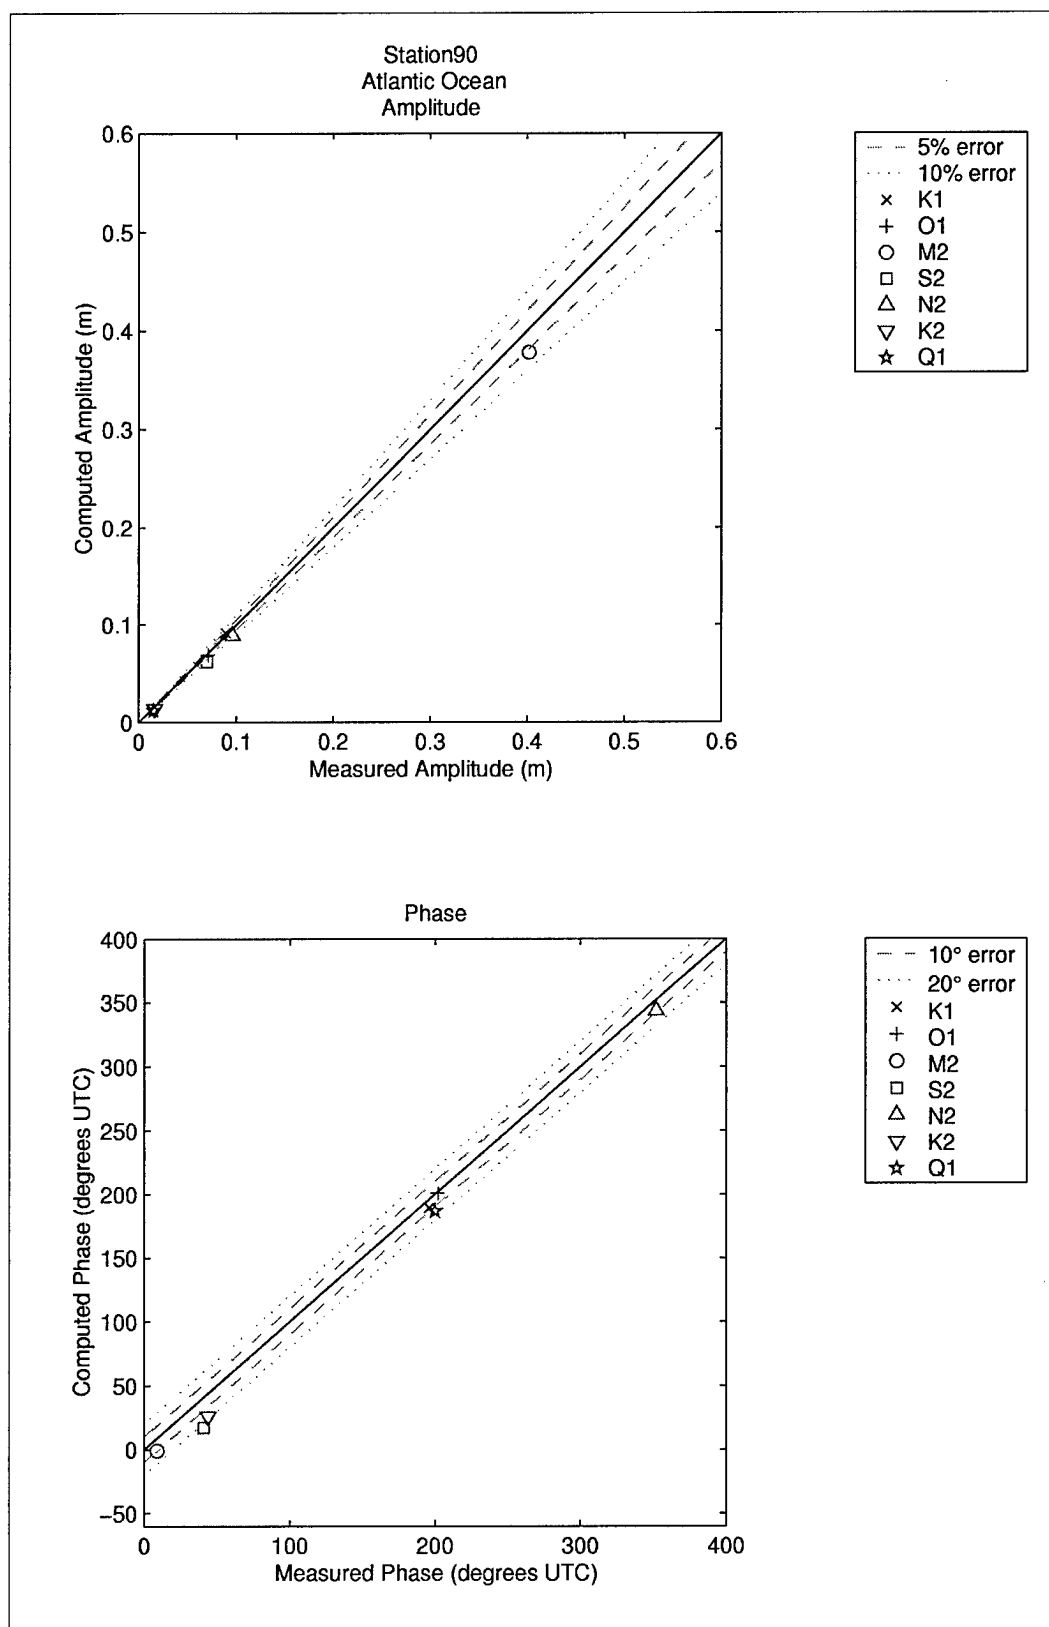 Station90
Atlantic Ocean
Amplitude
0.6
0.5
0.4
0.3
0.2
0.1
0
Computed Amplitude (m)
0 0.1 0.2 0.3 0.4 0.5 0.6
Measured Amplitude (m)
5% error
10% error
K1
O1
M2
S2
N2
K2
Q1
Phase
400
350
300
250
200
150
100
50
0
−50
Computed Phase (degrees UTC)
0 100 200 300 400
Measured Phase (degrees UTC)
10° error
20° error
K1
O1
M2
S2
N2
K2
Q1